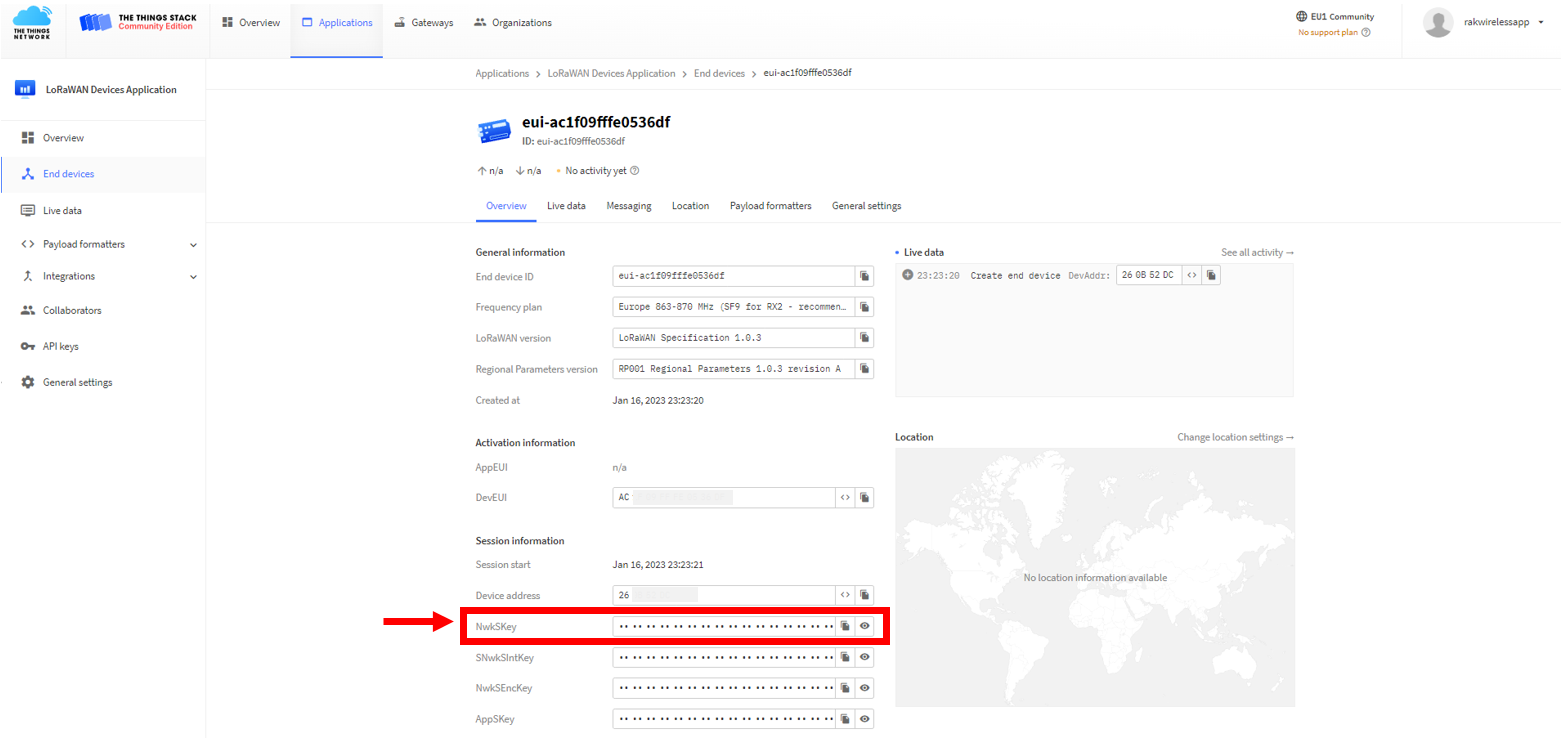 THE THINGS NETWORK
THE THINGS STACK
Community Edition
Overview
Applications
Gateways
Organizations
EU1 Community
No support plan
rakwirelessapp
LoRaWAN Devices Application
Overview
End devices
Live data
Payload formatters
Integrations
Collaborators
API keys
General settings
Applications > LoRaWAN Devices Application > End devices > eui-ac1f09fffe0536df
eui-ac1f09fffe0536df
ID: eui-ac1f09fffe0536df
↑ n/a ↓ n/a • No activity yet
Overview Live data Messaging Location Payload formatters General settings
General information
End device ID eui-ac1f09fffe0536df
Frequency plan Europe 863-870 MHz (SF9 for RX2 - recommen…
LoRaWAN version LoRaWAN Specification 1.0.3
Regional Parameters version RP001 Regional Parameters 1.0.3 revision A
Created at Jan 16, 2023 23:23:20
Activation information
AppEUI n/a
DevEUI AC
Session information
Session start Jan 16, 2023 23:23:21
Device address 26
NwkSKey
SNwkSIntKey
NwkSEncKey
AppSKey
Live data See all activity →
23:23:20 Create end device DevAddr: 26 0B 52 DC
Location Change location settings →
No location information available